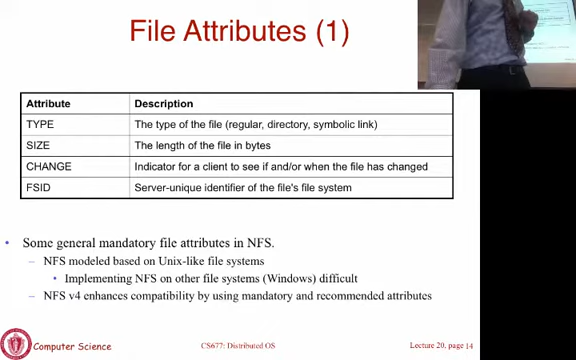 File Attributes (1)
Attribute Description
TYPE The type of the file (regular, directory, symbolic link)
SIZE The length of the file in bytes
CHANGE Indicator for a client to see if and/or when the file has changed
FSID Server-unique identifier of the file's file system
• Some general mandatory file attributes in NFS.
– NFS modeled based on Unix-like file systems
• Implementing NFS on other file systems (Windows) difficult
– NFS v4 enhances compatibility by using mandatory and recommended attributes
Computer Science CS677: Distributed OS Lecture 20, page 14